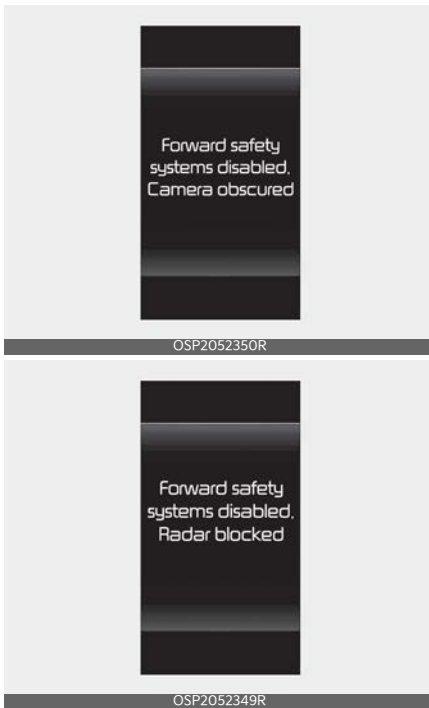 Forward safety
systems disabled.
Camera obscured
OSP2052350R
Forward safety
systems disabled.
Radar blocked
OSP2052349R